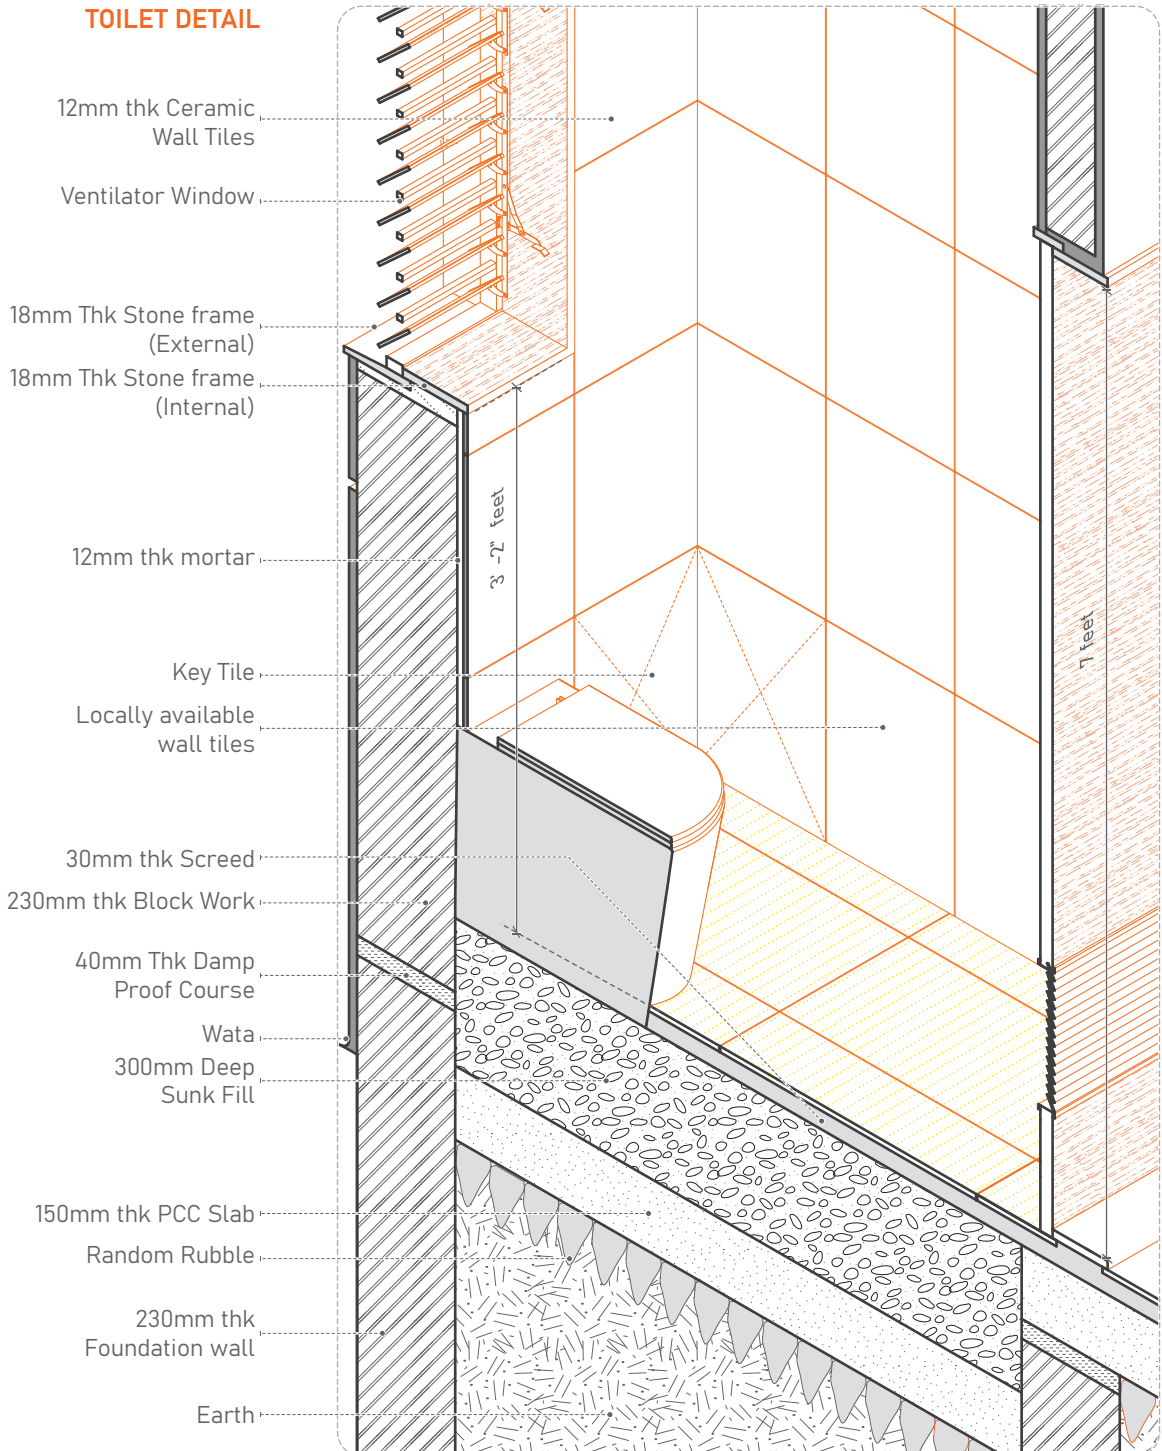 TOILET DETAIL
12mm thk Ceramic
Wall Tiles
Ventilator Window
18mm Thk Stone frame
(External)
18mm Thk Stone frame
(Internal)
3' -2" feet
12mm thk mortar
7 feet
Key Tile
Locally available
wall tiles
30mm thk Screed
230mm thk Block Work
40mm Thk Damp
Proof Course
Wata
300mm Deep
Sunk Fill
150mm thk PCC Slab
Random Rubble
230mm thk
Foundation wall
Earth